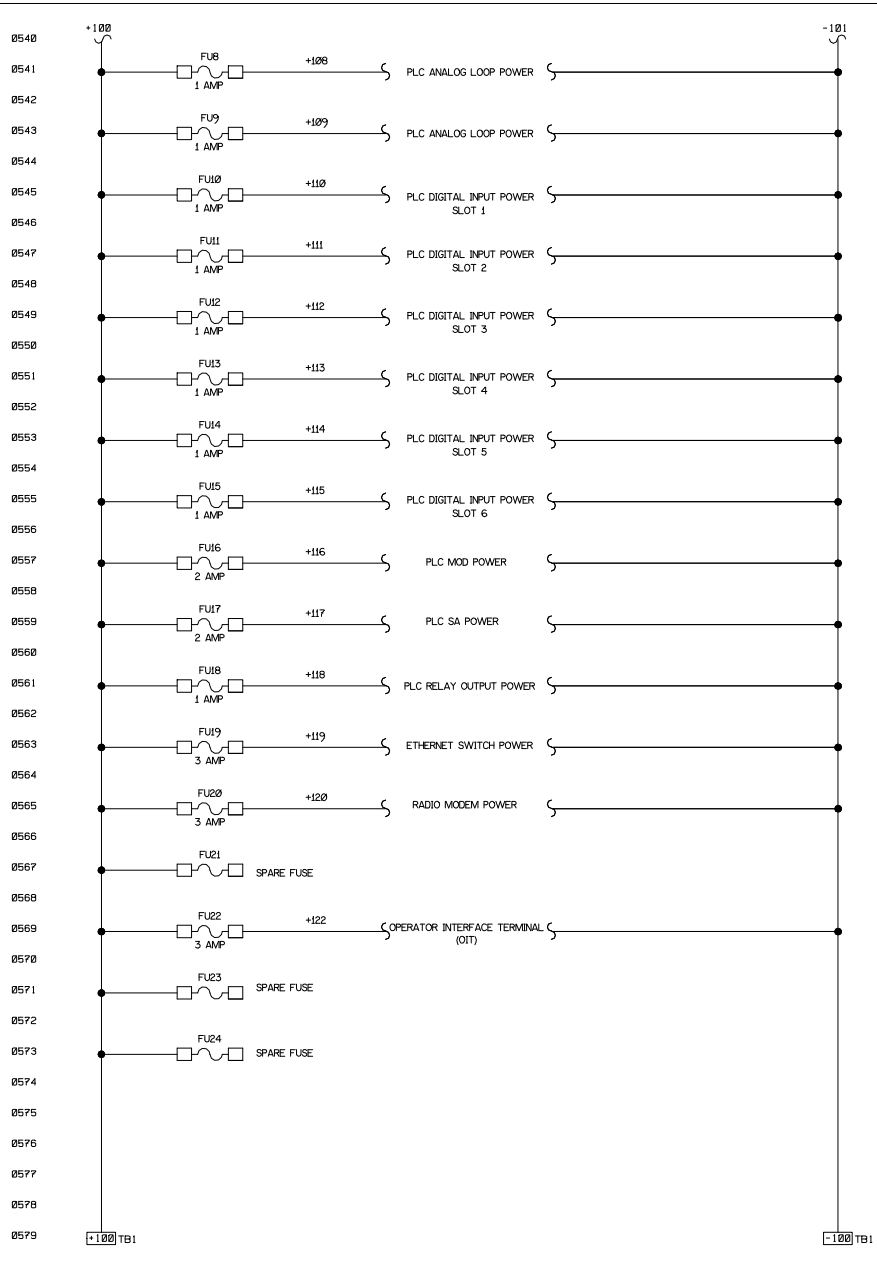 +100 -101
0540
FU8
0541 +108 PLC ANALOG LOOP POWER
1 AMP
0542
FU9
0543 +109 PLC ANALOG LOOP POWER
1 AMP
0544
FU10
0545 +110 PLC DIGITAL INPUT POWER
1 AMP SLOT 1
0546
FU11
0547 +111 PLC DIGITAL INPUT POWER
1 AMP SLOT 2
0548
FU12
0549 +112 PLC DIGITAL INPUT POWER
1 AMP SLOT 3
0550
FU13
0551 +113 PLC DIGITAL INPUT POWER
1 AMP SLOT 4
0552
FU14
0553 +114 PLC DIGITAL INPUT POWER
1 AMP SLOT 5
0554
FU15
0555 +115 PLC DIGITAL INPUT POWER
1 AMP SLOT 6
0556
FU16
0557 +116 PLC MOD POWER
2 AMP
0558
FU17
0559 +117 PLC SA POWER
2 AMP
0560
FU18
0561 +118 PLC RELAY OUTPUT POWER
1 AMP
0562
FU19
0563 +119 ETHERNET SWITCH POWER
3 AMP
0564
FU20
0565 +120 RADIO MODEM POWER
3 AMP
0566
FU21
0567 SPARE FUSE
0568
FU22
0569 +122 OPERATOR INTERFACE TERMINAL
3 AMP (OIT)
0570
FU23
0571 SPARE FUSE
0572
FU24
0573 SPARE FUSE
0574
0575
0576
0577
0578
0579 +100 TB1 -100 TB1